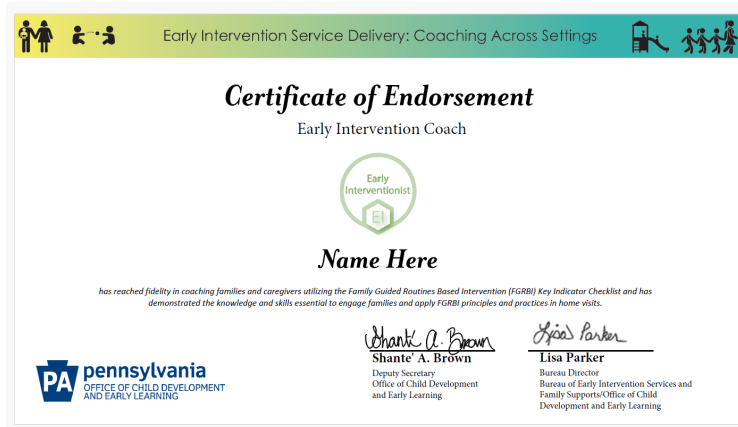 Early Intervention Service Delivery: Coaching Across Settings
Certificate of Endorsement
Early Intervention Coach
Early
Interventionist
EI
Name Here
has reached fidelity in coaching families and caregivers utilizing the Family Guided Routines Based Intervention (FGRBI) Key Indicator Checklist and has
demonstrated the knowledge and skills essential to engage families and apply FGRBI principles and practices in home visits.
Shanté A. Brown
Shante' A. Brown
Deputy Secretary
Office of Child Development
and Early Learning
Lisa Parker
Lisa Parker
Bureau Director
Bureau of Early Intervention Services and
Family Supports/Office of Child
Development and Early Learning
PA
pennsylvania
OFFICE OF CHILD DEVELOPMENT
AND EARLY LEARNING